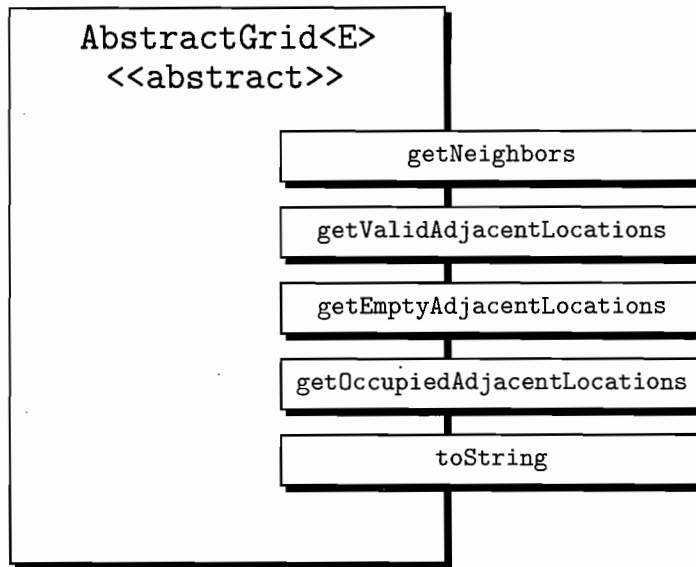 AbstractGrid<E>
<<abstract>>
getNeighbors
getValidAdjacentLocations
getEmptyAdjacentLocations
getOccupiedAdjacentLocations
toString